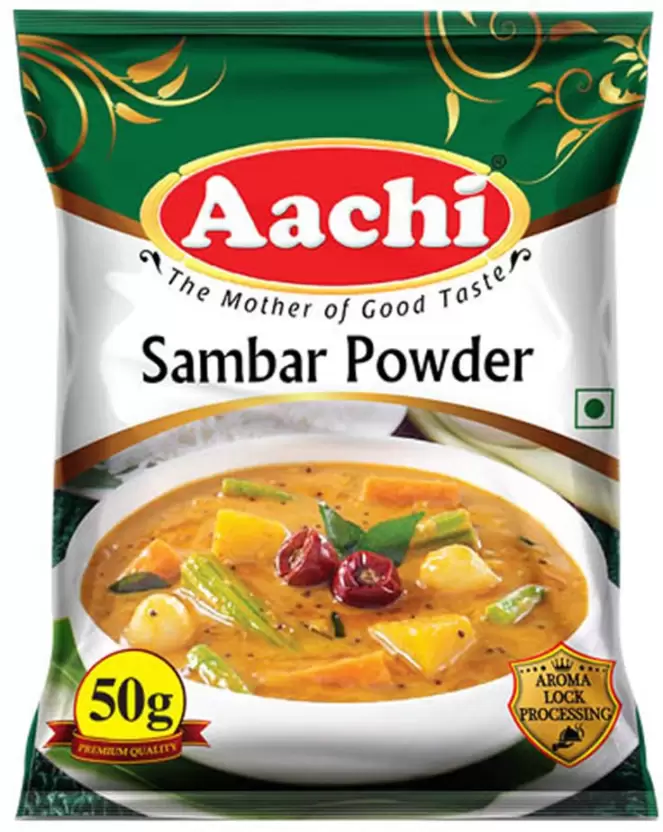 Aachi
®
The Mother of Good Taste
Sambar Powder
50g
PREMIUM QUALITY
AROMA
LOCK
PROCESSING